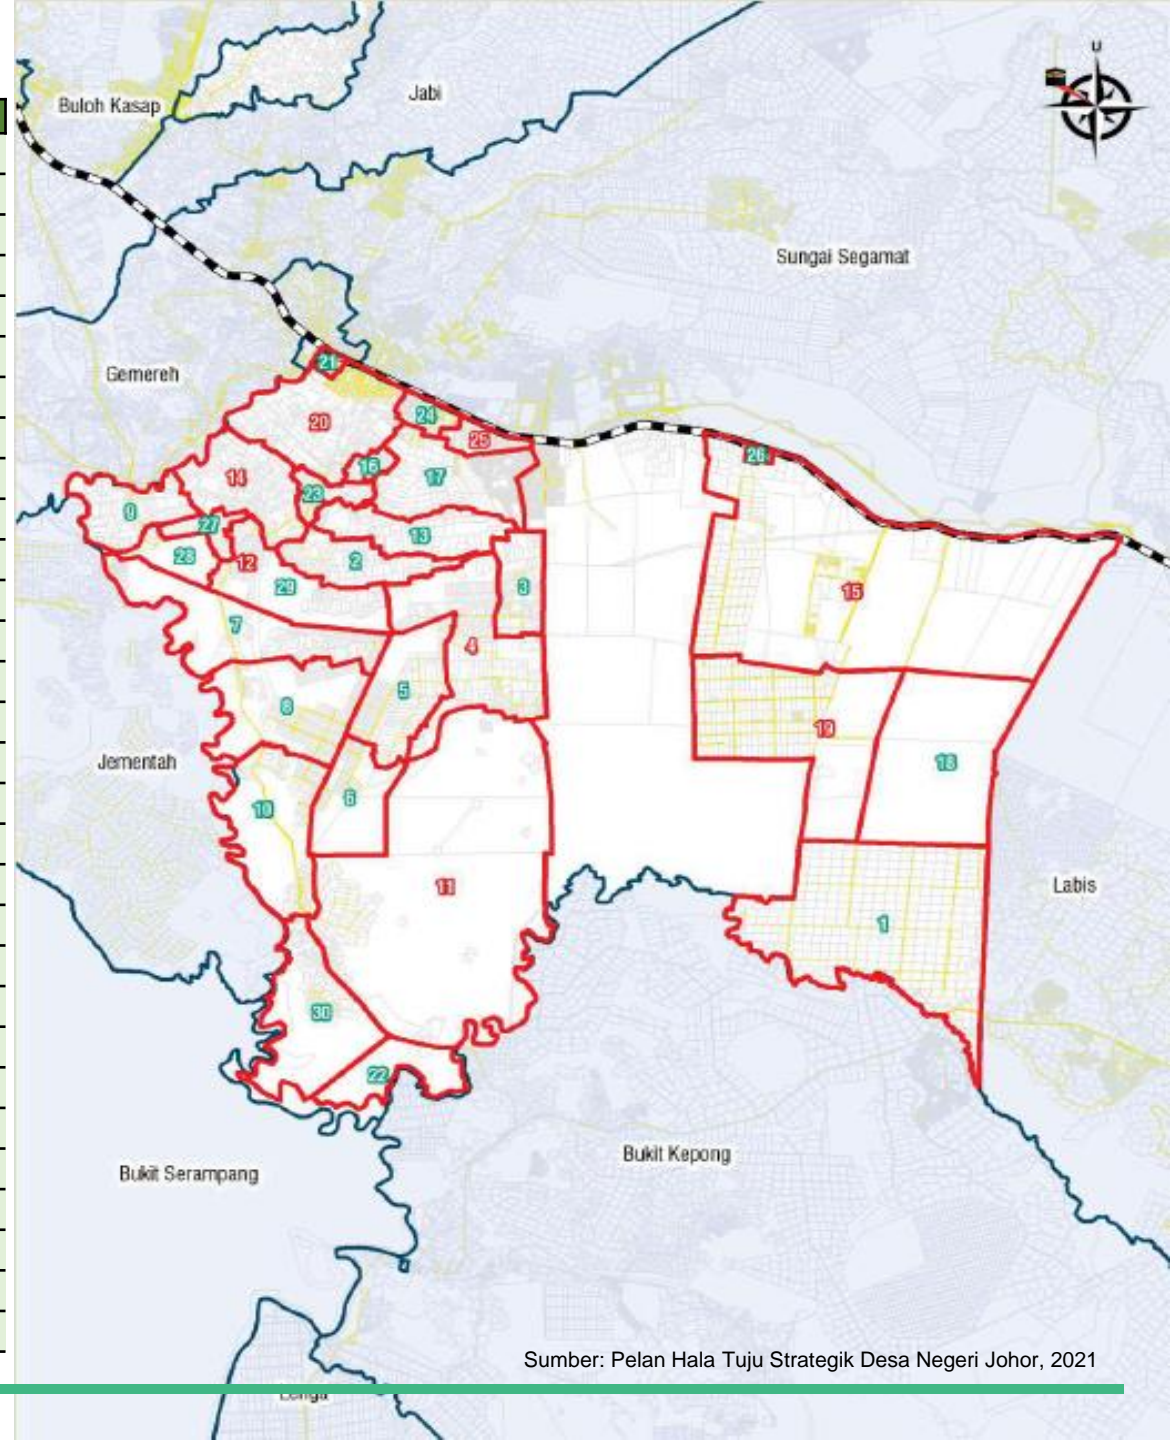 U
Buloh Kasap
Jabi
Sungai Segamat
Gemereh
21
20
24
25
16
17
26
14
23
9
27
13
28
12
2
29
3
15
7
4
5
8
19
18
Jementah
10
6
11
Labis
1
30
22
Bukit Kepong
Bukit Serampang
Sumber: Pelan Hala Tuju Strategik Desa Negeri Johor, 2021
Lenga